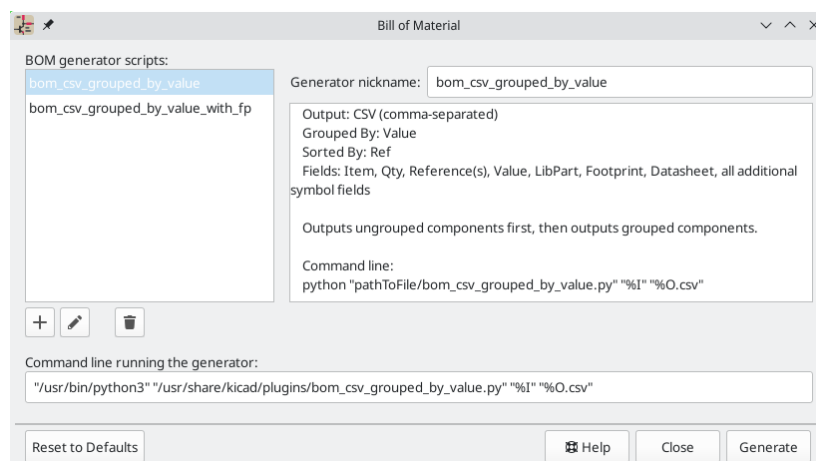 Bill of Material
BOM generator scripts:
bom_csv_grouped_by_value
bom_csv_grouped_by_value_with_fp
Generator nickname: bom_csv_grouped_by_value
Output: CSV (comma-separated)
Grouped By: Value
Sorted By: Ref
Fields: Item, Qty, Reference(s), Value, LibPart, Footprint, Datasheet, all additional
symbol fields
Outputs ungrouped components first, then outputs grouped components.
Command line:
python "pathToFile/bom_csv_grouped_by_value.py" "%I" "%O.csv"
Command line running the generator:
"/usr/bin/python3" "/usr/share/kicad/plugins/bom_csv_grouped_by_value.py" "%I" "%O.csv"
Reset to Defaults
Help
Close
Generate